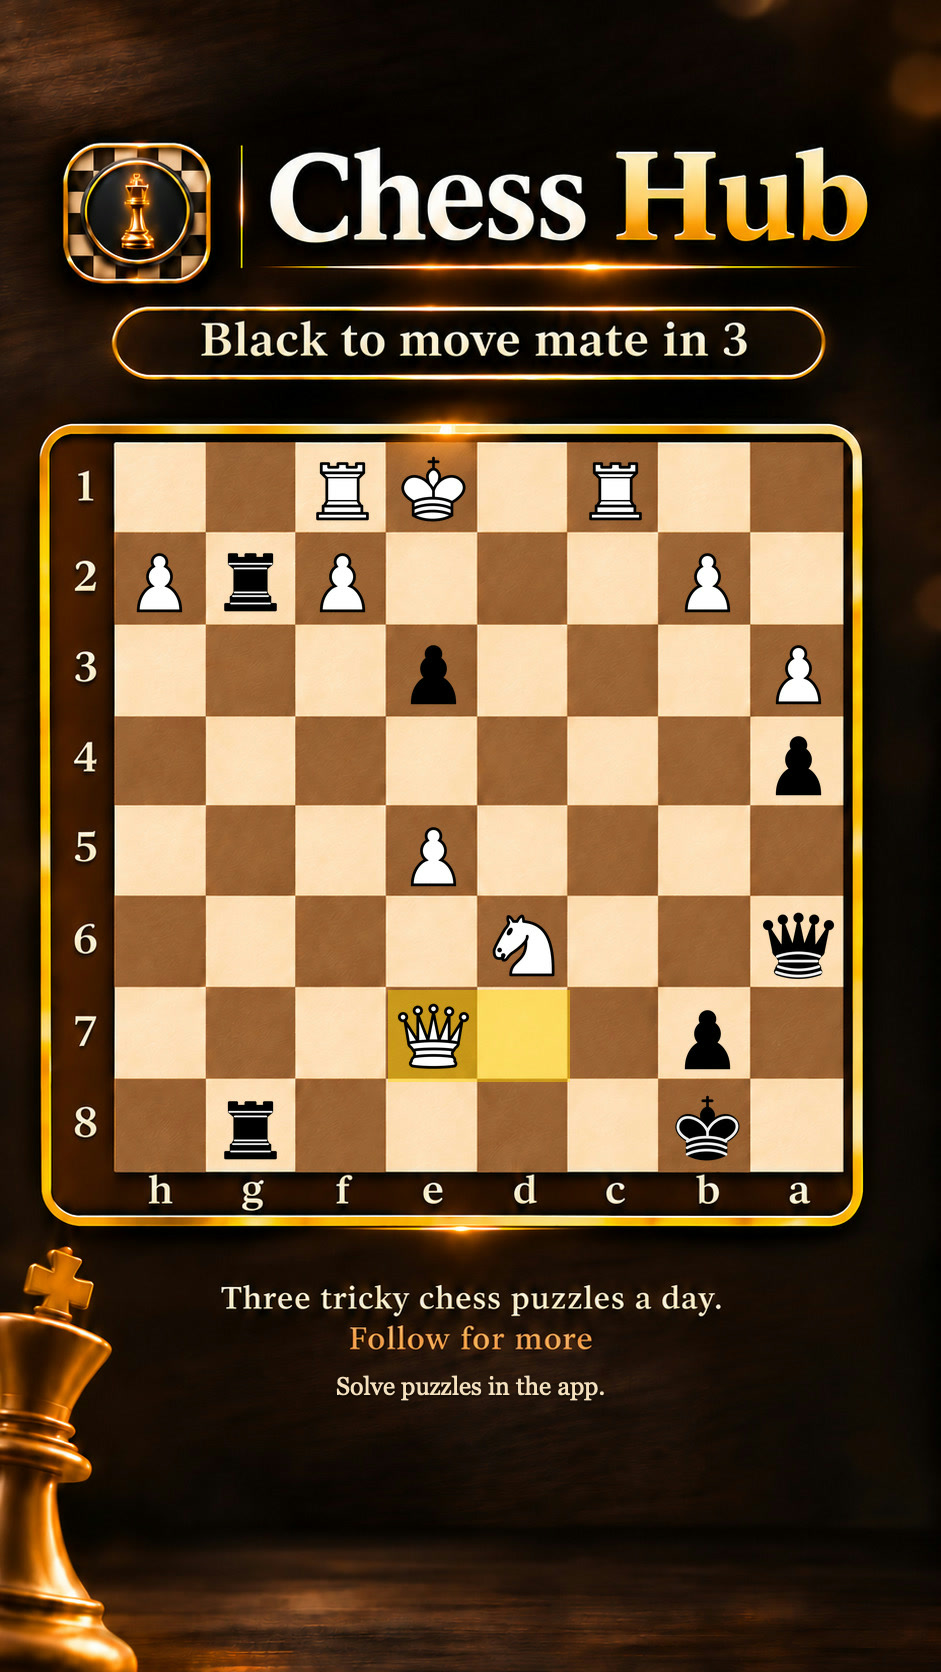 Chess Hub
Black to move mate in 3
1
2
3
4
5
6
7
8
h g f e d c b a
Three tricky chess puzzles a day.
Follow for more
Solve puzzles in the app.